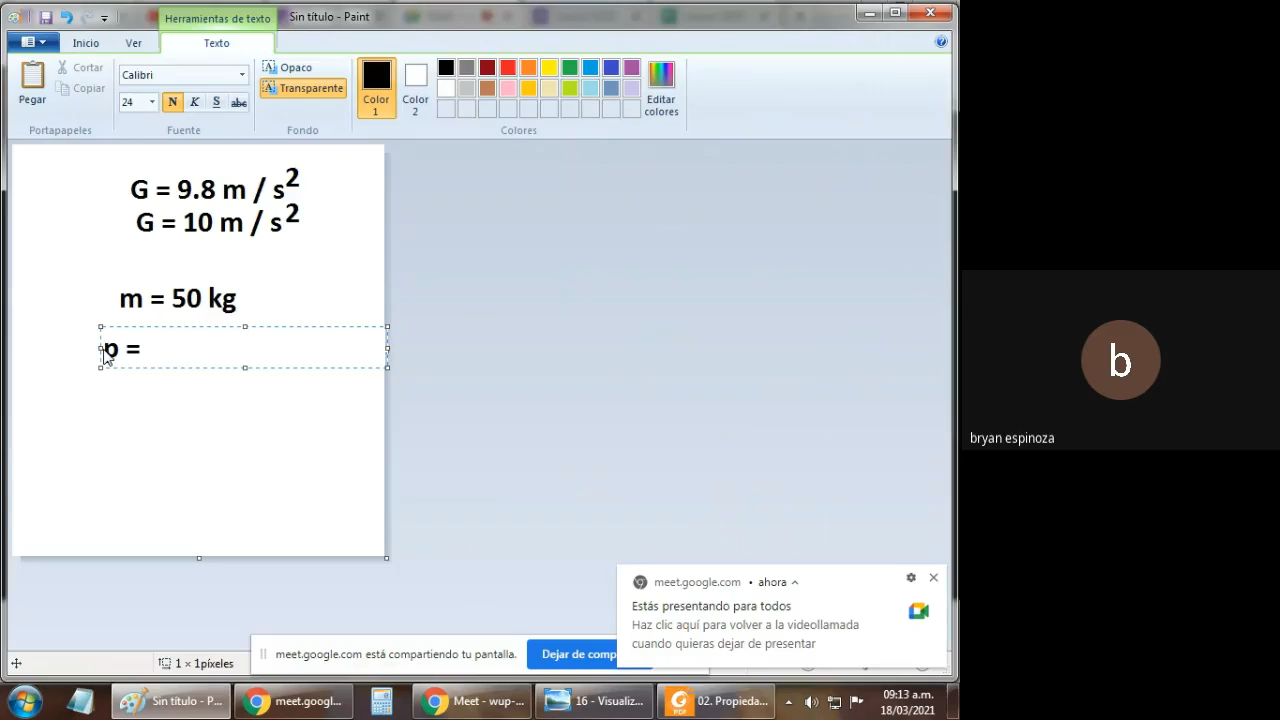 Herramientas de texto
Sin título - Paint
Inicio
Ver
Texto
Pegar
Cortar
Copiar
Portapapeles
Calibri
24
N K S abc
Fuente
Opaco
Transparente
Fondo
Color 1
Color 2
Editar colores
Colores
G = 9.8 m / s²
G = 10 m / s²
m = 50 kg
p =
b
bryan espinoza
meet.google.com • ahora
Estás presentando para todos
Haz clic aquí para volver a la videollamada
cuando quieras dejar de presentar
meet.google.com está compartiendo tu pantalla.
Dejar de comp
1 × 1píxeles
Sin título - P...
meet.googl...
Meet - wup-...
16 - Visualiz...
02. Propieda...
PDF
09:13 a.m.
18/03/2021